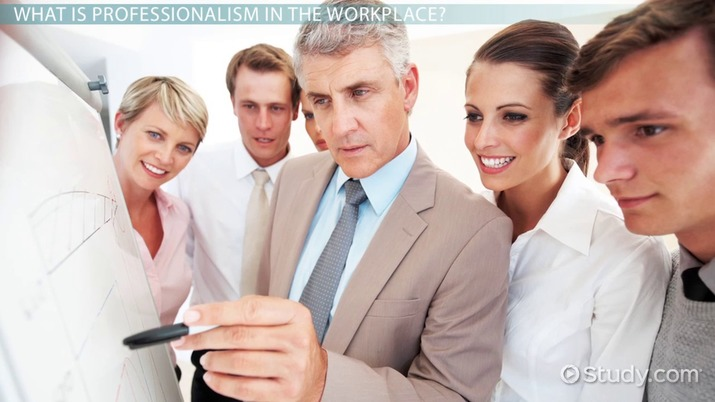 WHAT IS PROFESSIONALISM IN THE WORKPLACE?
Study.com